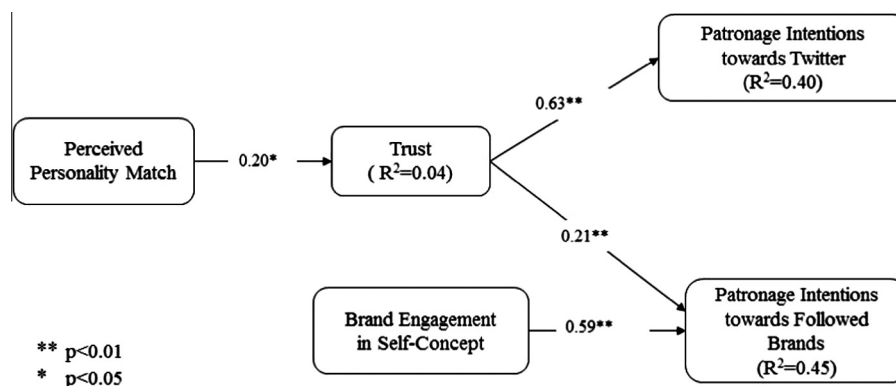 Patronage Intentions
towards Twitter
(R²=0.40)
0.63**
Perceived
Personality Match
0.20*
Trust
( R²=0.04)
0.21**
Brand Engagement
in Self-Concept
0.59**
Patronage Intentions
towards Followed
Brands
(R²=0.45)
** p<0.01
* p<0.05